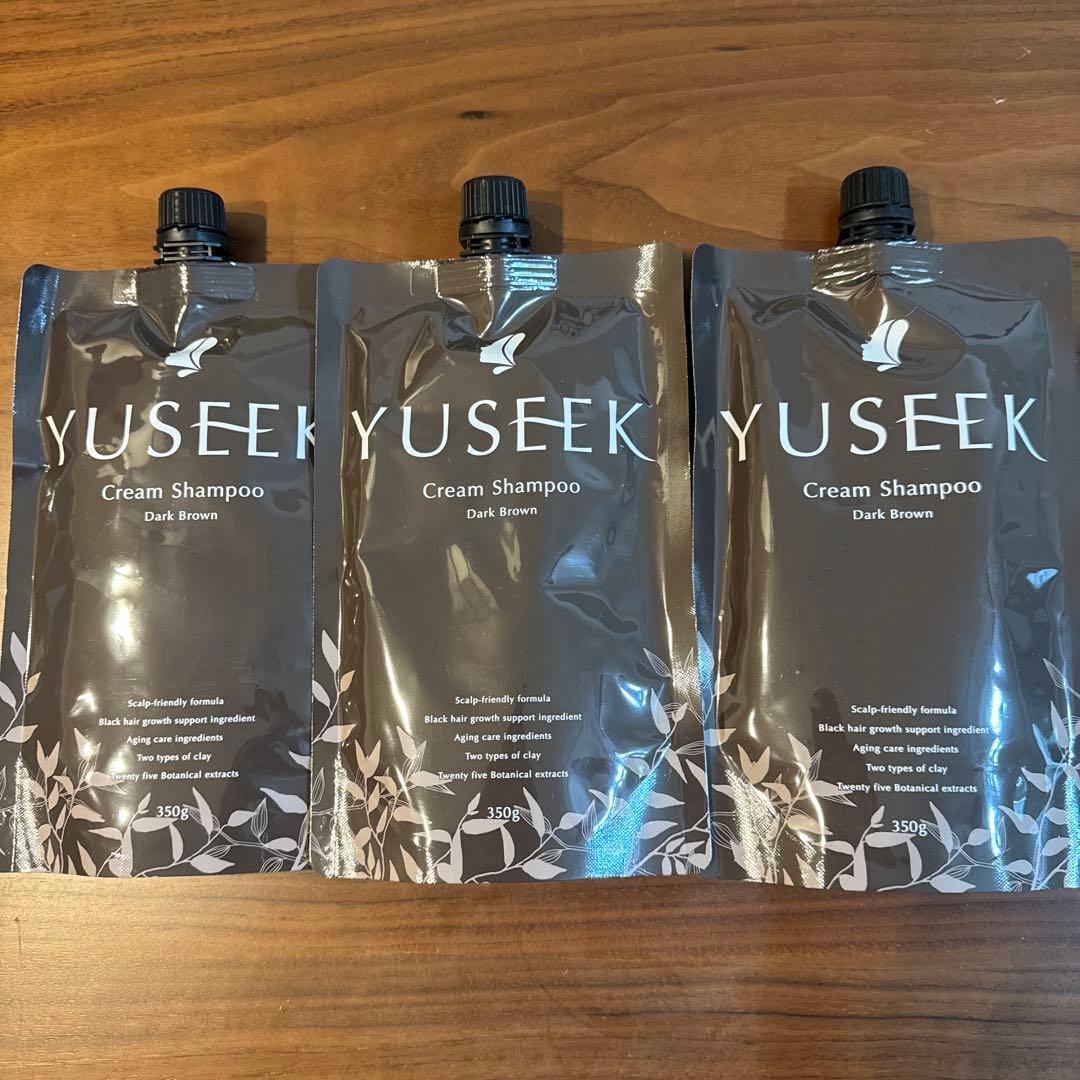 YUSEEK
Cream Shampoo
Dark Brown
Scalp-friendly formula
Black hair growth support ingredient
Aging care ingredients
Two types of clay
Twenty five Botanical extracts
350g
YUSEEK
Cream Shampoo
Dark Brown
Scalp-friendly formula
Black hair growth support ingredient
Aging care ingredients
Two types of clay
Twenty five Botanical extracts
350g
YUSEEK
Cream Shampoo
Dark Brown
Scalp-friendly formula
Black hair growth support ingredient
Aging care ingredients
Two types of clay
Twenty five Botanical extracts
350g